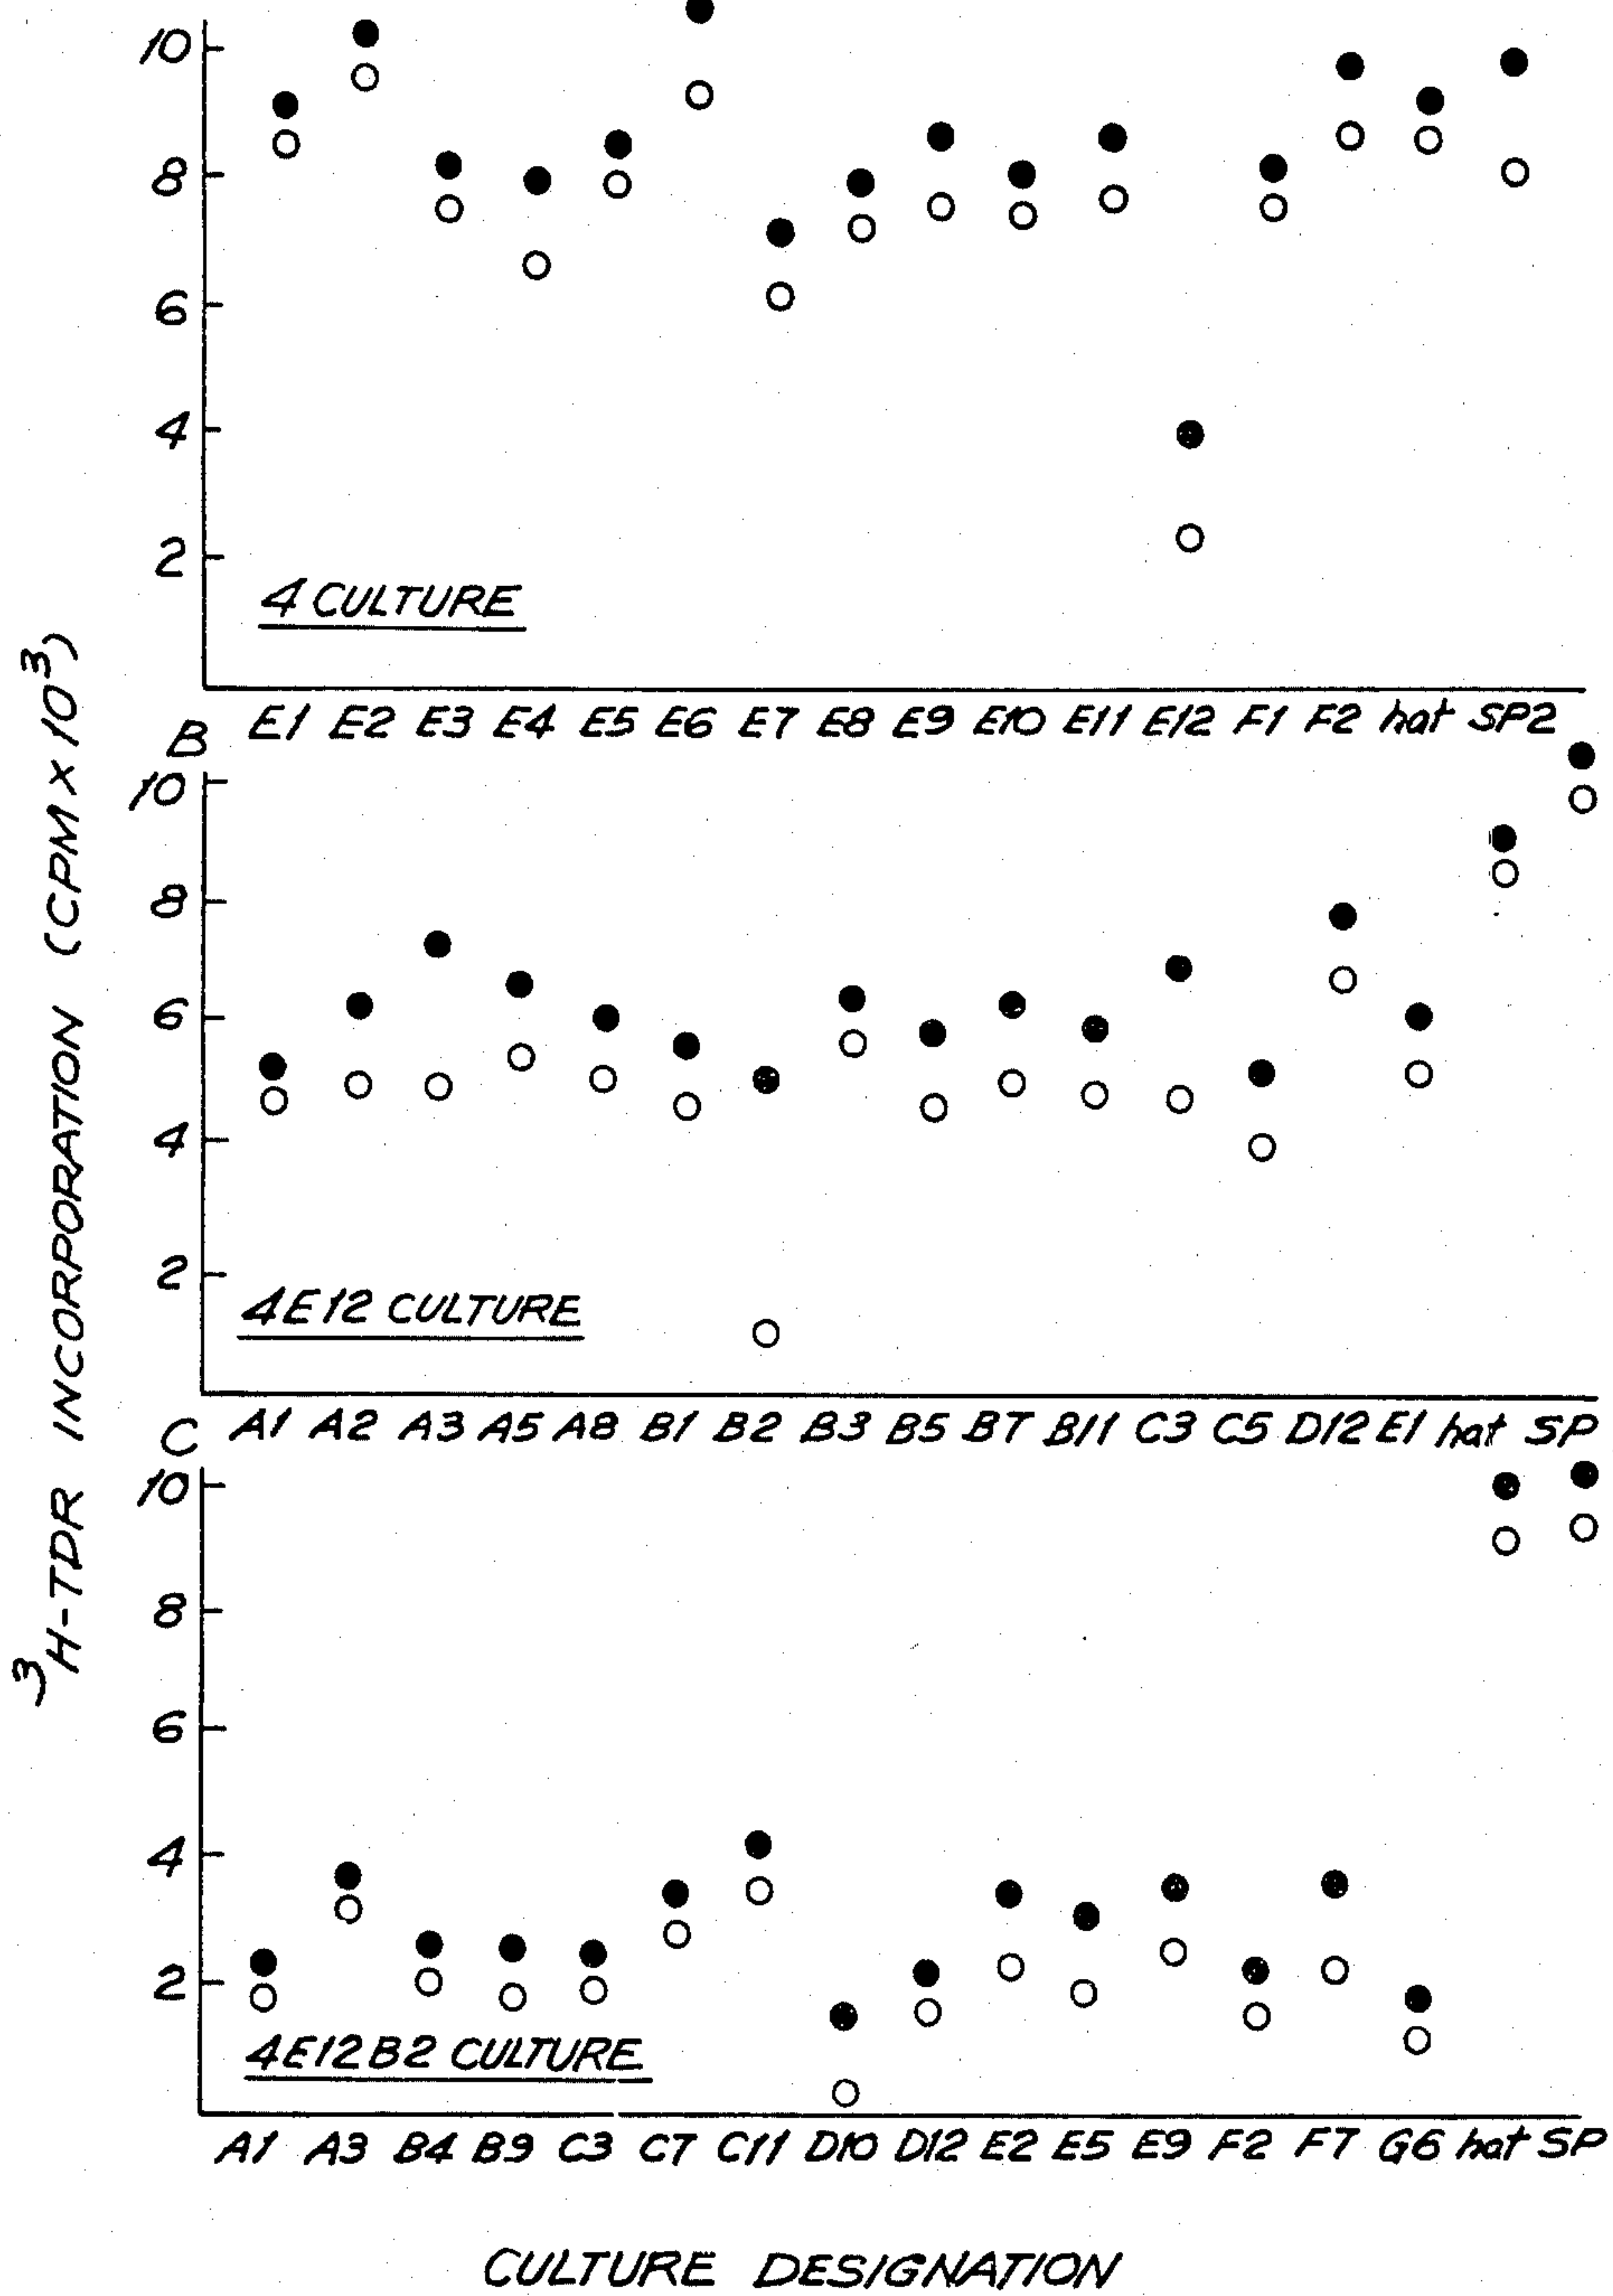 10
8
6
4
2
4 CULTURE
E1 E2 E3 E4 E5 E6 E7 E8 E9 E10 E11 E12 F1 F2 hat SP2
B
10
8
6
4
2
4E12 CULTURE
A1 A2 A3 A5 A8 B1 B2 B3 B5 B7 B11 C3 C5 D12 E1 hat SP
C
10
8
6
4
2
4E12B2 CULTURE
A1 A3 B4 B9 C3 C7 C11 D10 D12 E2 E5 E9 F2 F7 G6 hat SP
³H-TDR INCORPORATION (CPM x 10³)
CULTURE DESIGNATION